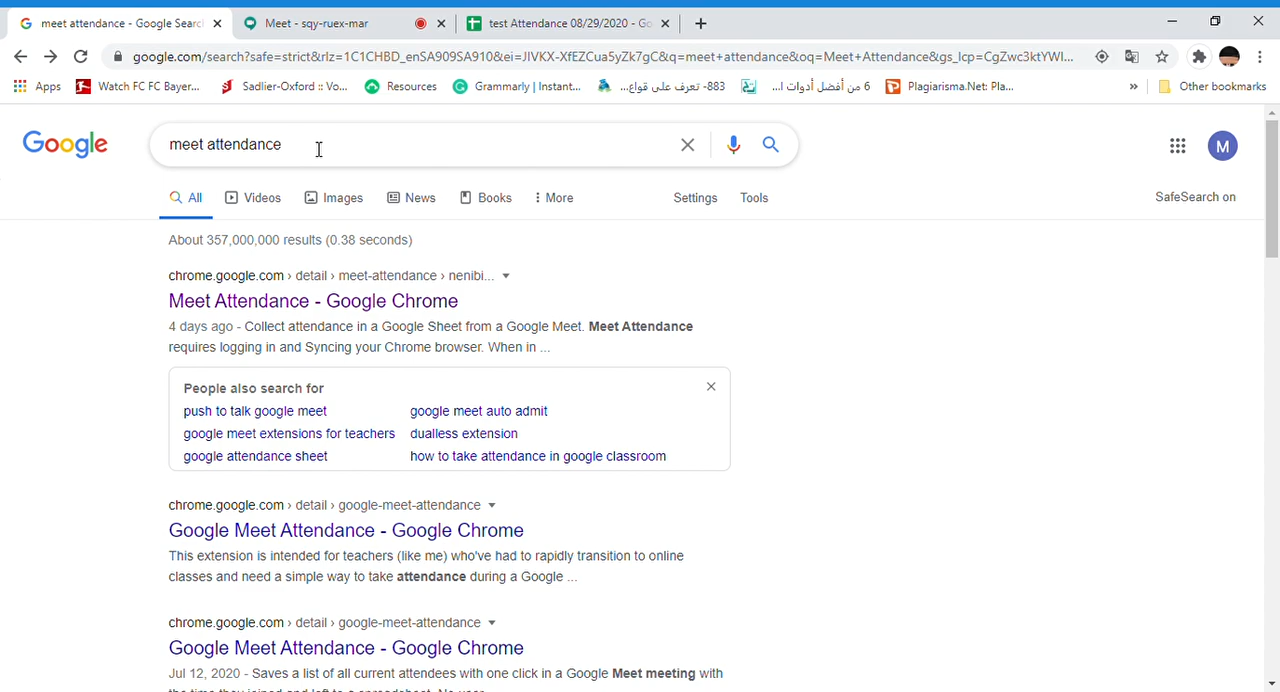 meet attendance - Google Searc
Meet - sqy-ruex-mar
test Attendance 08/29/2020 - Go
google.com/search?safe=strict&rlz=1C1CHBD_enSA909SA910&ei=JIVKX-XfEZCua5yZk7gC&q=meet+attendance&oq=Meet+Attendance&gs_lcp=CgZwc3ktYWI...
Apps
Watch FC FC Bayer...
Sadlier-Oxford :: Vo...
Resources
Grammarly | Instant...
883- تعرف على قواع...
6 من أفضل أدوات ا...
Plagiarisma.Net: Pla...
»
Other bookmarks
Google
meet attendance
M
All
Videos
Images
News
Books
More
Settings
Tools
SafeSearch on
About 357,000,000 results (0.38 seconds)
chrome.google.com › detail › meet-attendance › nenibi...
Meet Attendance - Google Chrome
4 days ago - Collect attendance in a Google Sheet from a Google Meet. Meet Attendance
requires logging in and Syncing your Chrome browser. When in ...
People also search for
push to talk google meet
google meet auto admit
google meet extensions for teachers
dualless extension
google attendance sheet
how to take attendance in google classroom
chrome.google.com › detail › google-meet-attendance
Google Meet Attendance - Google Chrome
This extension is intended for teachers (like me) who've had to rapidly transition to online
classes and need a simple way to take attendance during a Google ...
chrome.google.com › detail › google-meet-attendance
Google Meet Attendance - Google Chrome
Jul 12, 2020 - Saves a list of all current attendees with one click in a Google Meet meeting with